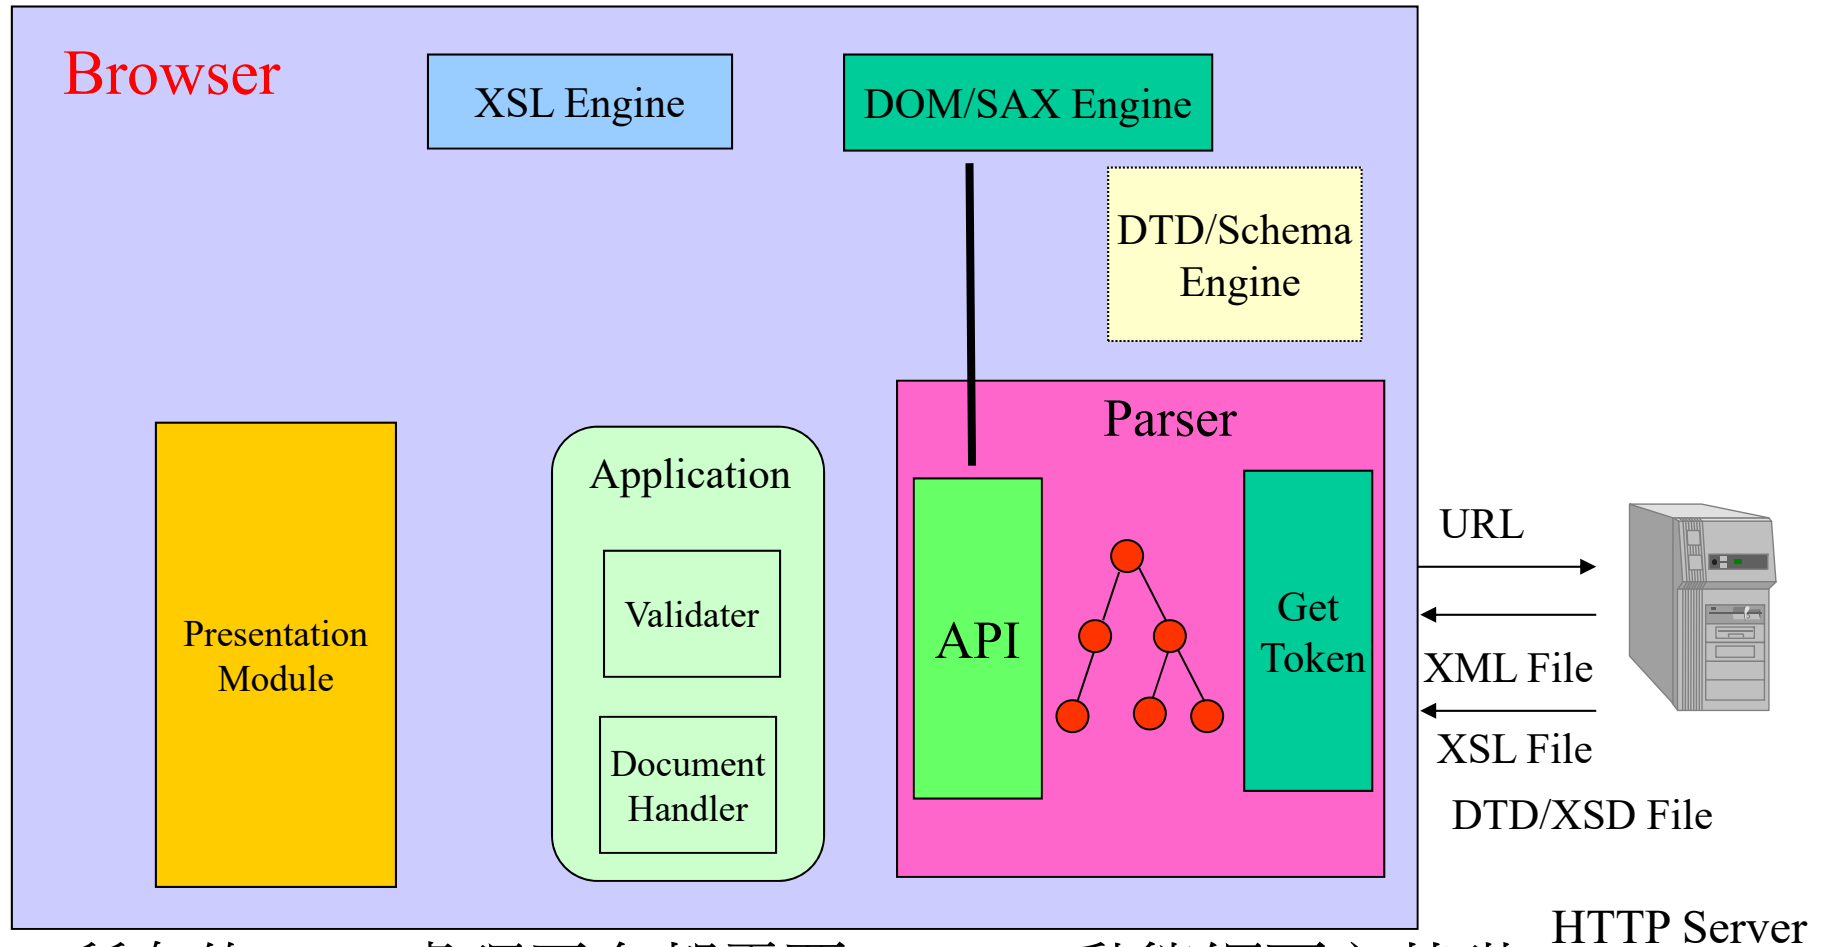 Browser
XSL Engine
DOM/SAX Engine
DTD/Schema
Engine
Parser
Application
URL
Validater
API
Get
Token
Presentation
Module
XML File
XSL File
Document
Handler
DTD/XSD File
HTTP Server